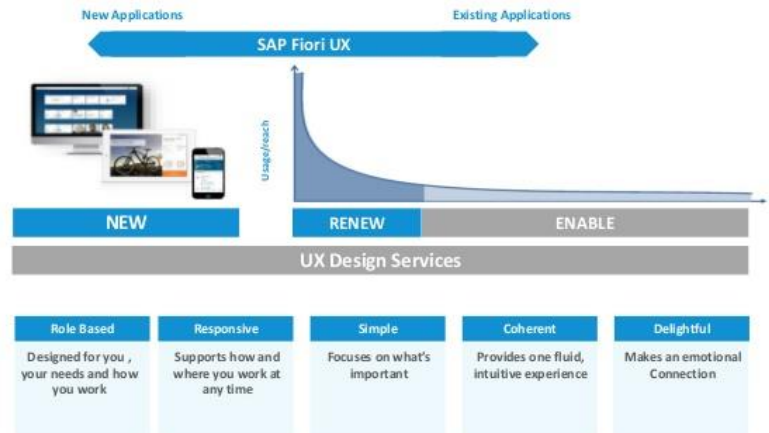 New Applications
Existing Applications
SAP Fiori UX
Usage/reach
NEW
RENEW
ENABLE
UX Design Services
Role Based
Designed for you ,
your needs and how
you work
Responsive
Supports how and
where you work at
any time
Simple
Focuses on what's
important
Coherent
Provides one fluid,
intuitive experience
Delightful
Makes an emotional
Connection